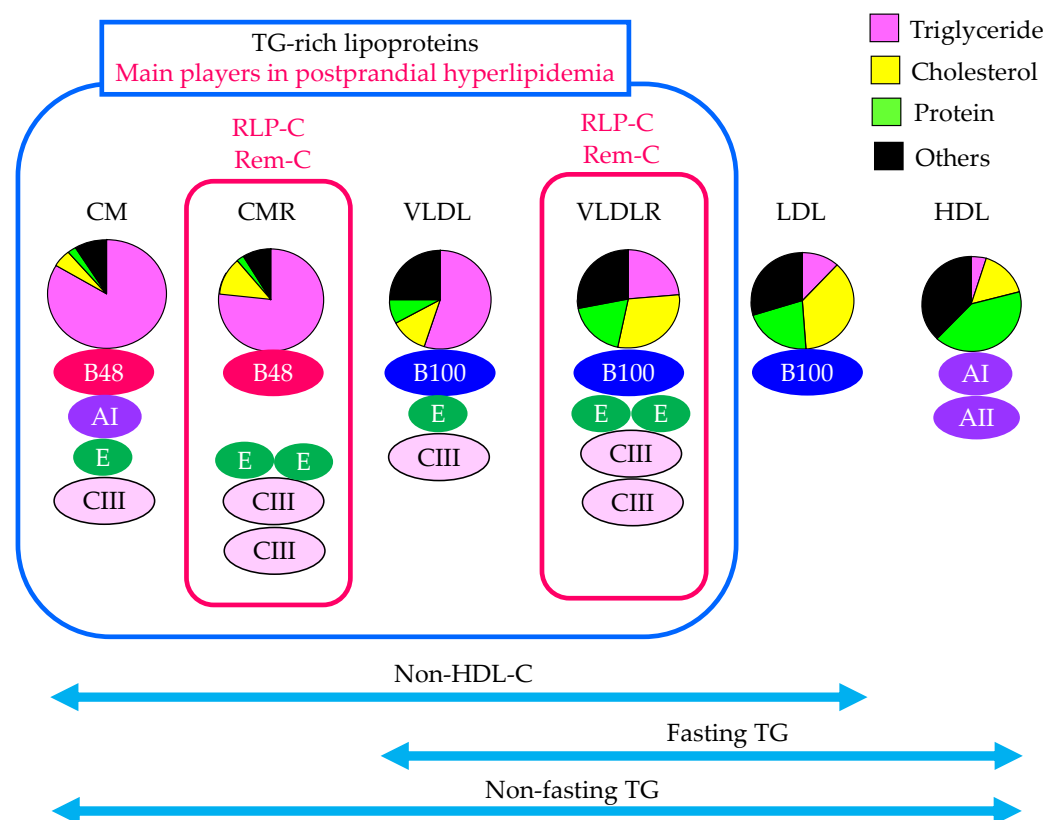 TG-rich lipoproteins
Main players in postprandial hyperlipidemia
Triglyceride
Cholesterol
Protein
Others
RLP-C
Rem-C
RLP-C
Rem-C
CM
CMR
VLDL
VLDLR
LDL
HDL
B48
AI
E
CIII
B48
E E
CIII
CIII
B100
E
CIII
B100
E E
CIII
CIII
B100
AI
AII
Non-HDL-C
Fasting TG
Non-fasting TG